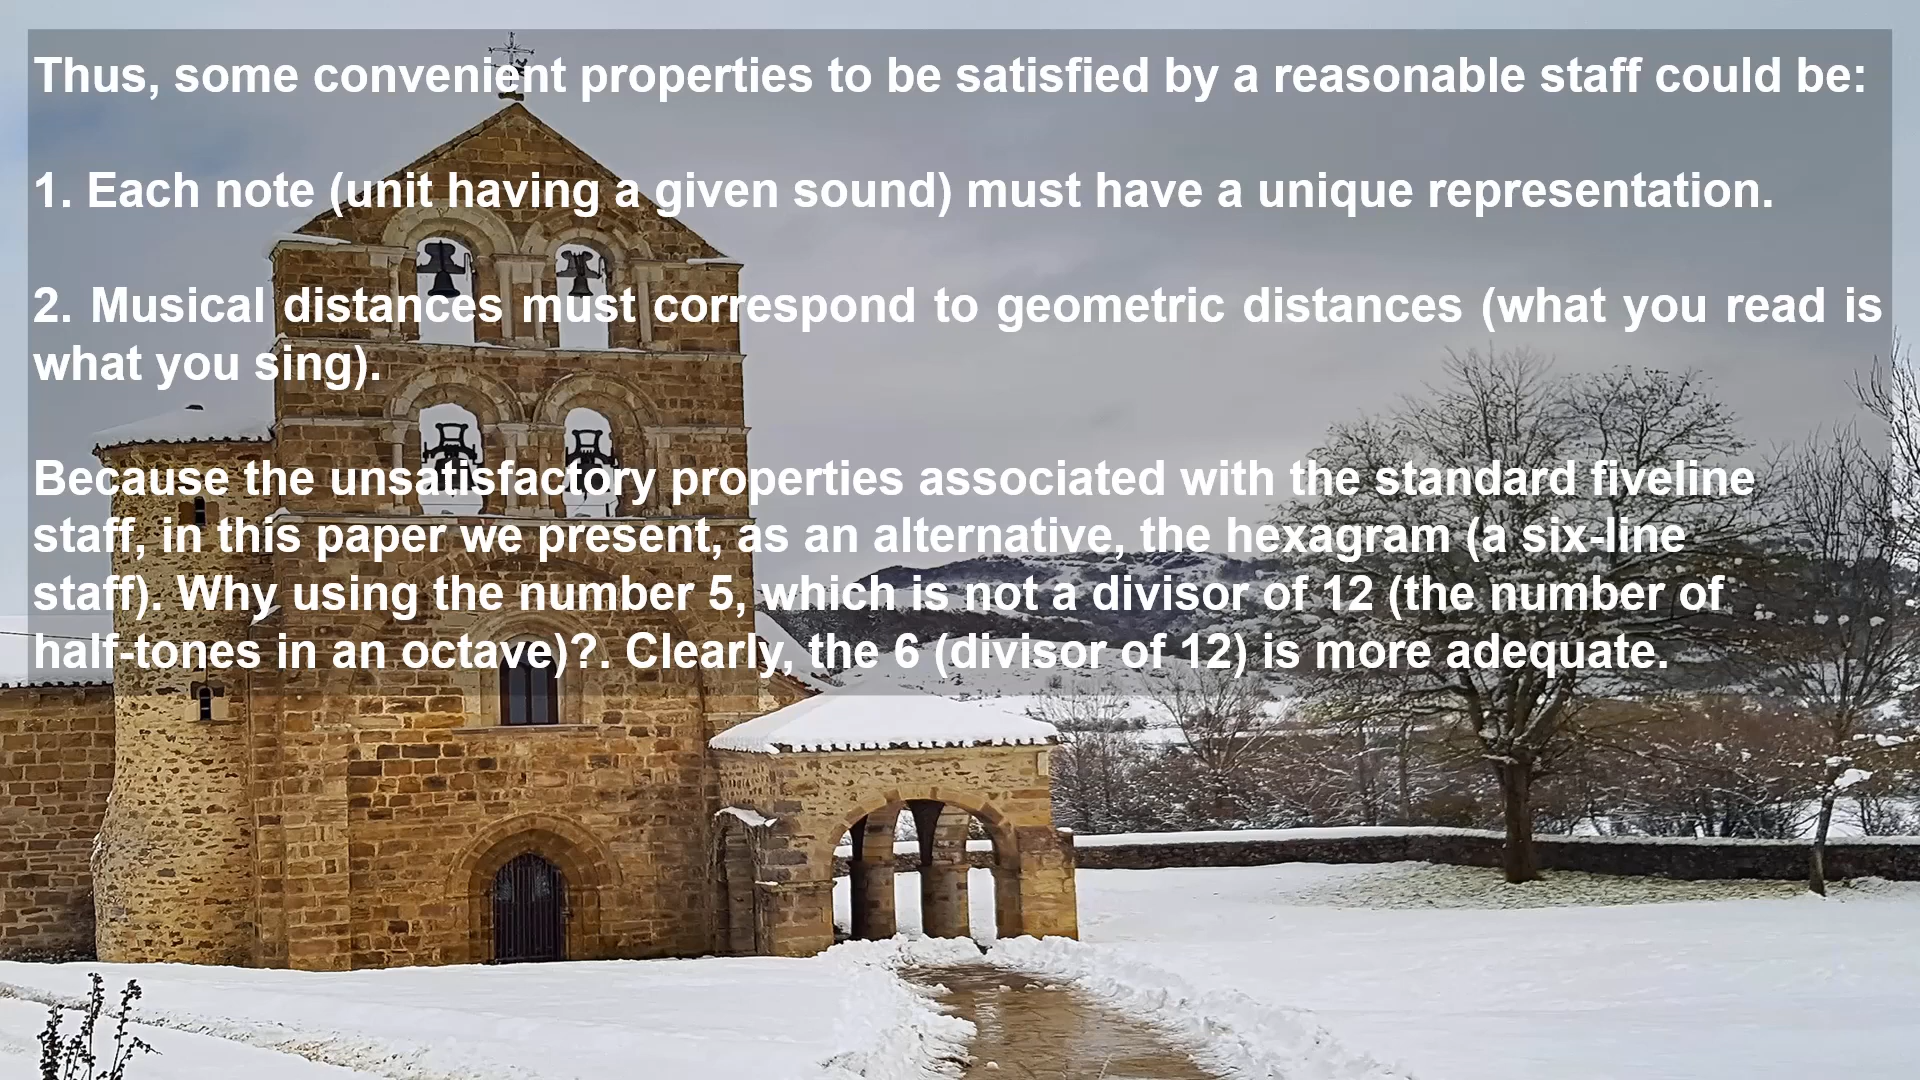 Thus, some convenient properties to be satisfied by a reasonable staff could be:
1. Each note (unit having a given sound) must have a unique representation.
2. Musical distances must correspond to geometric distances (what you read is
what you sing).
Because the unsatisfactory properties associated with the standard fiveline
staff, in this paper we present, as an alternative, the hexagram (a six-line
staff). Why using the number 5, which is not a divisor of 12 (the number of
half-tones in an octave)?. Clearly, the 6 (divisor of 12) is more adequate.